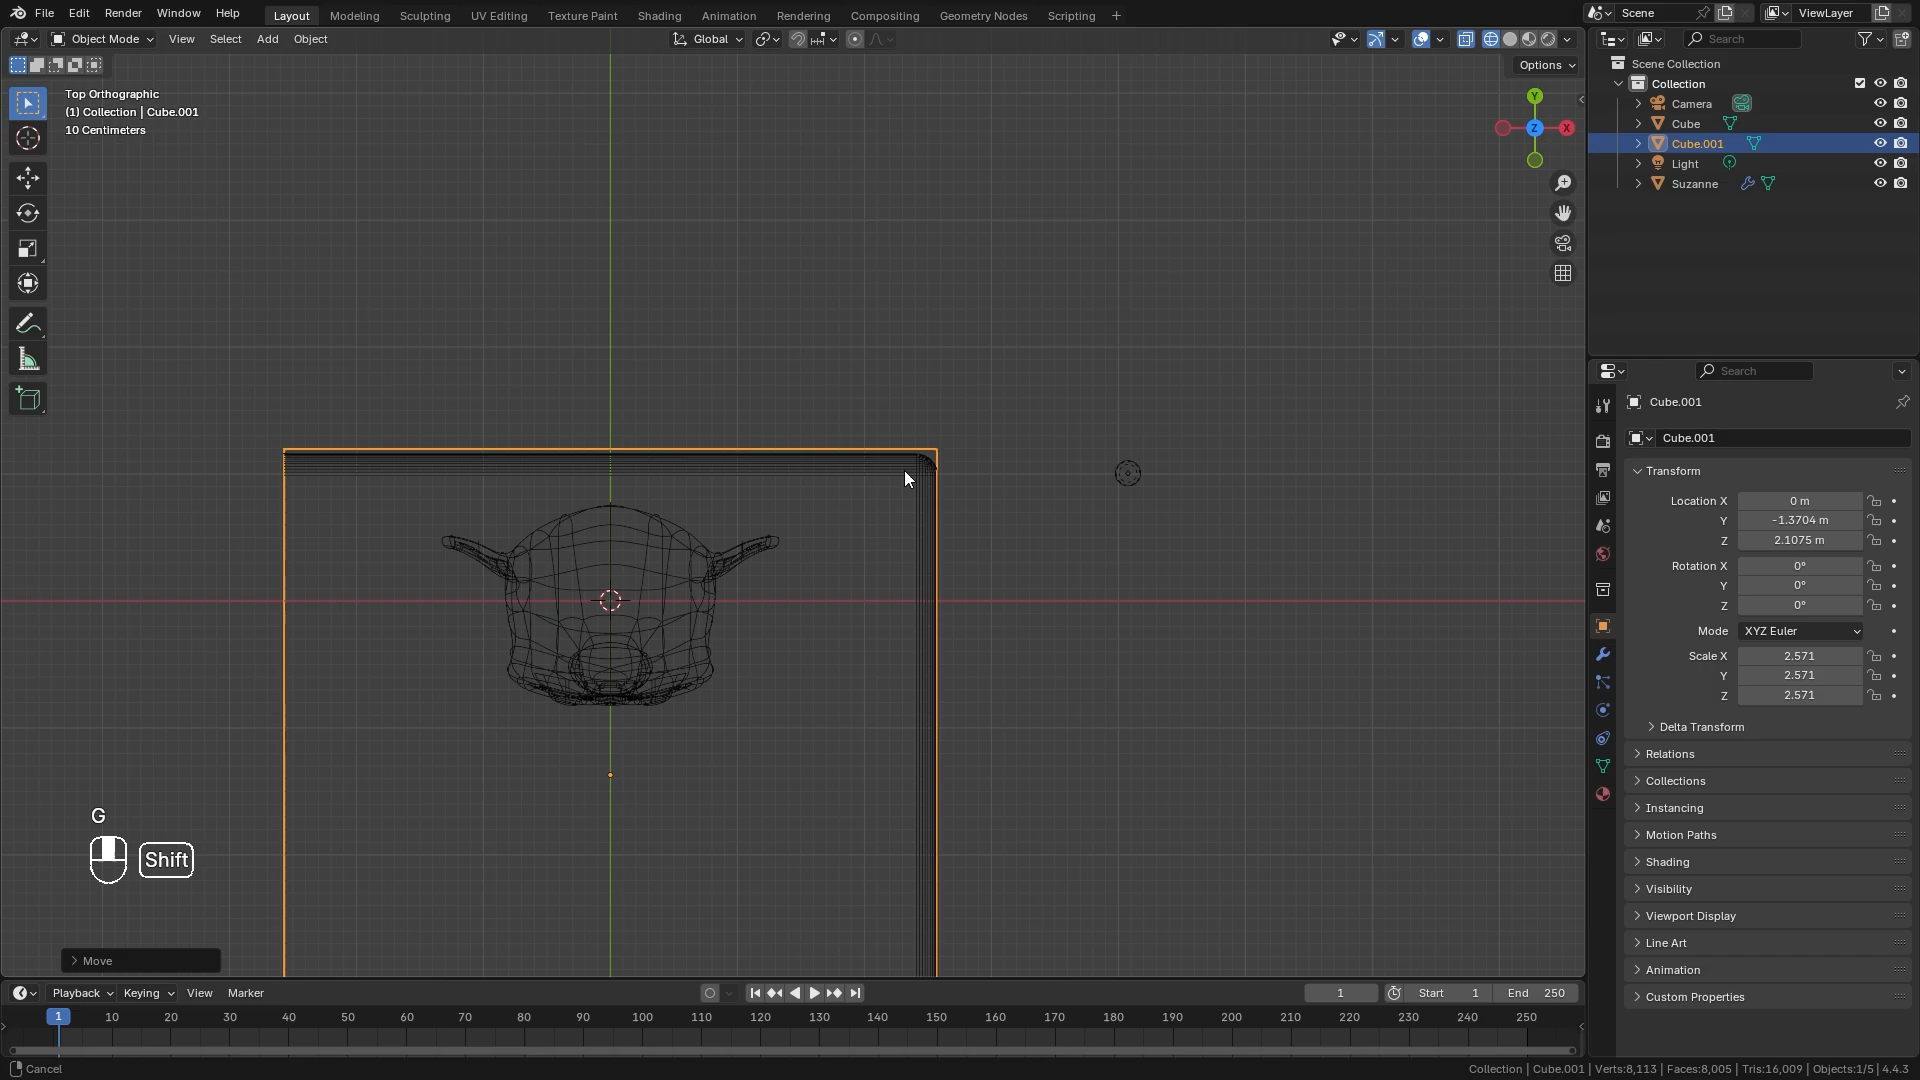 File Edit Render Window Help Layout Modeling Sculpting UV Editing Texture Paint Shading Animation Rendering Compositing Geometry Nodes Scripting + Scene ViewLayer
Object Mode View Select Add Object Global Search
Options
Top Orthographic
(1) Collection | Cube.001
10 Centimeters
Y
Z X
Scene Collection
Collection
Camera
Cube
Cube.001
Light
Suzanne
Search
Cube.001
Cube.001
Transform
Location X 0 m
Y -1.3704 m
Z 2.1075 m
Rotation X 0°
Y 0°
Z 0°
Mode XYZ Euler
Scale X 2.571
Y 2.571
Z 2.571
Delta Transform
Relations
Collections
Instancing
Motion Paths
Shading
Visibility
Viewport Display
Line Art
Animation
Custom Properties
G
Shift
Move
Playback Keying View Marker 1 Start 1 End 250
1 10 20 30 40 50 60 70 80 90 100 110 120 130 140 150 160 170 180 190 200 210 220 230 240 250
Cancel Collection | Cube.001 | Verts:8,113 | Faces:8,005 | Tris:16,009 | Objects:1/5 | 4.4.3